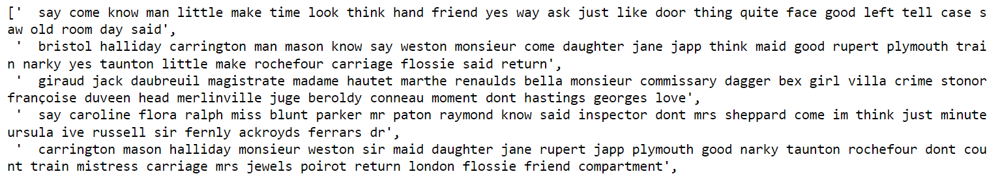 ['  say come know man little make time look think hand friend yes way ask just like door thing quite face good left tell case s
aw old room day said',
 '  bristol halliday carrington man mason know say weston monsieur come daughter jane japp think maid good rupert plymouth trai
n narky yes taunton little make rochefour carriage flossie said return',
 '  giraud jack daubreuil magistrate madame hautet marthe renaulds bella monsieur commissary dagger bex girl villa crime stonor
françoise duveen head merlinville juge beroldy conneau moment dont hastings georges love',
 '  say caroline flora ralph miss blunt parker mr paton raymond know said inspector dont mrs sheppard come im think just minute
ursula ive russell sir fernly ackroyds ferrars dr',
 '  carrington mason halliday monsieur weston sir maid daughter jane rupert japp plymouth good narky taunton rochefour dont cou
nt train mistress carriage mrs jewels poirot return london flossie friend compartment',